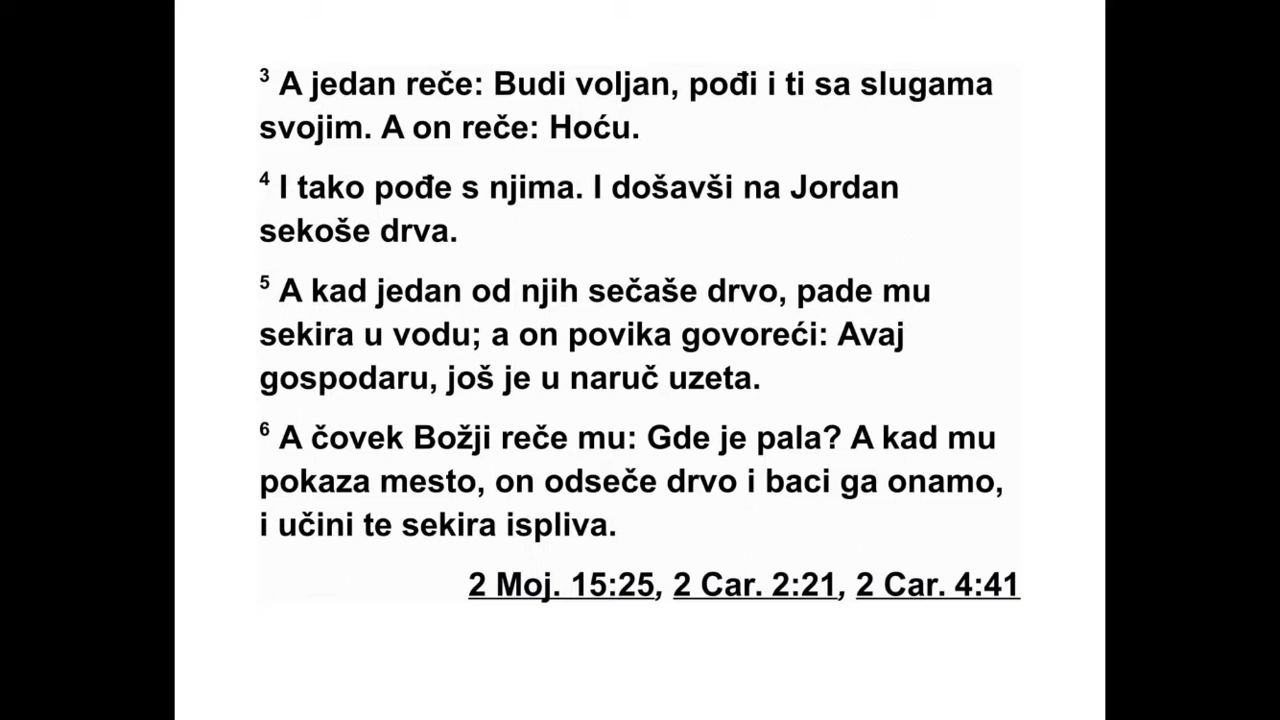 3 A jedan reče: Budi voljan, pođi i ti sa slugama
svojim. A on reče: Hoću.
4 I tako pođe s njima. I došavši na Jordan
sekoše drva.
5 A kad jedan od njih sečaše drvo, pade mu
sekira u vodu; a on povika govoreći: Avaj
gospodaru, još je u naruč uzeta.
6 A čovek Božji reče mu: Gde je pala? A kad mu
pokaza mesto, on odseče drvo i baci ga onamo,
i učini te sekira ispliva.
2 Moj. 15:25, 2 Car. 2:21, 2 Car. 4:41